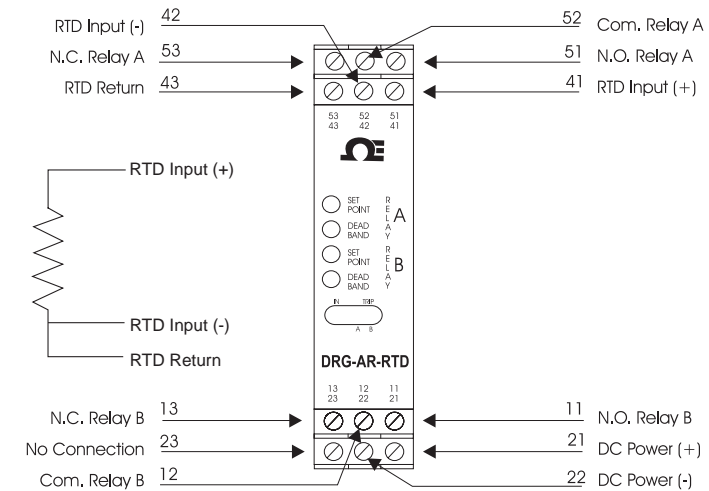 RTD Input (-) 42
52 Com. Relay A
N.C. Relay A 53
51 N.O. Relay A
RTD Return 43
41 RTD Input (+)
53 52 51
43 42 41
RTD Input (+)
SET POINT
DEAD BAND
RELAY A
SET POINT
DEAD BAND
RELAY B
IN TRIP
A B
RTD Input (-)
RTD Return
DRG-AR-RTD
13 12 11
23 22 21
N.C. Relay B 13
11 N.O. Relay B
No Connection 23
21 DC Power (+)
Com. Relay B 12
22 DC Power (-)